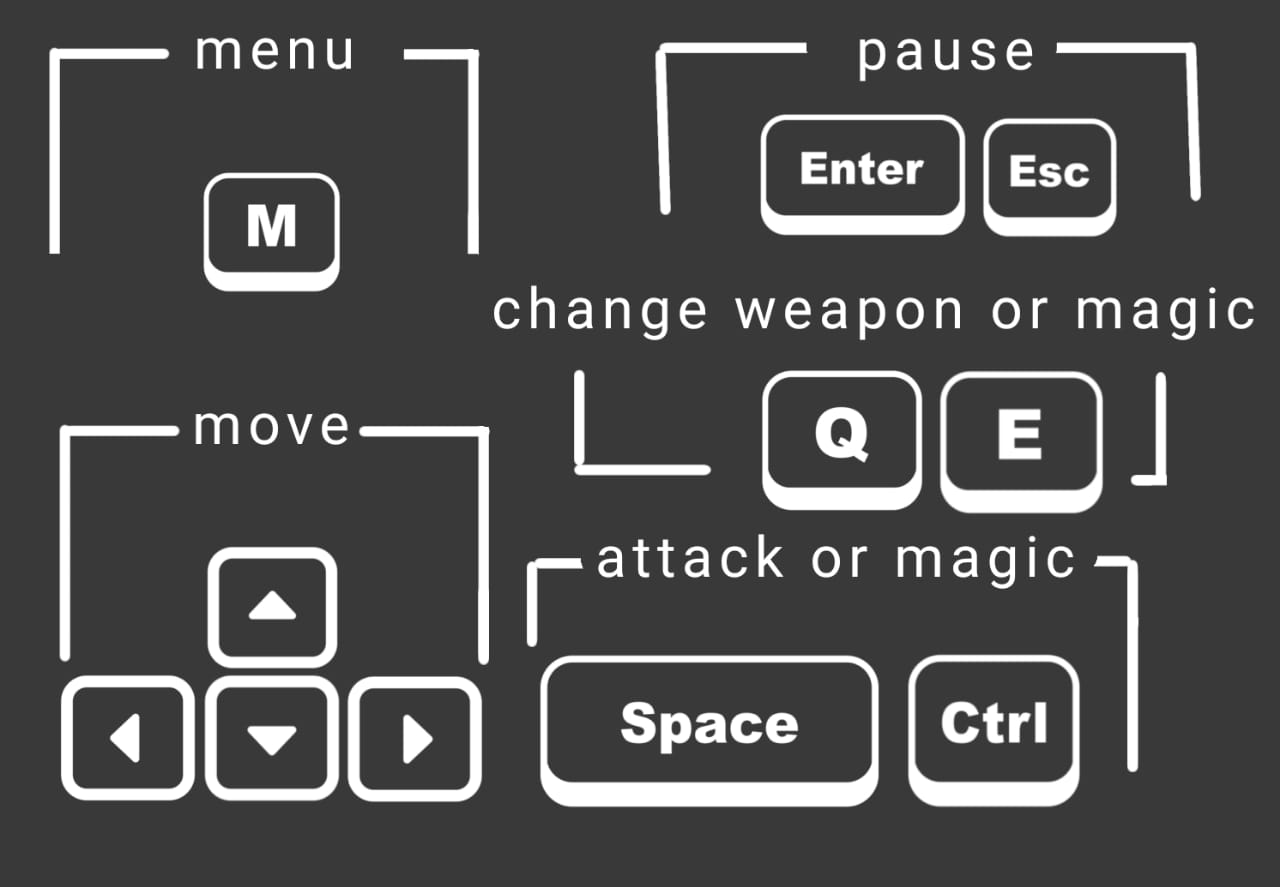 menu
M
pause
Enter Esc
change weapon or magic
Q E
move
attack or magic
Space Ctrl